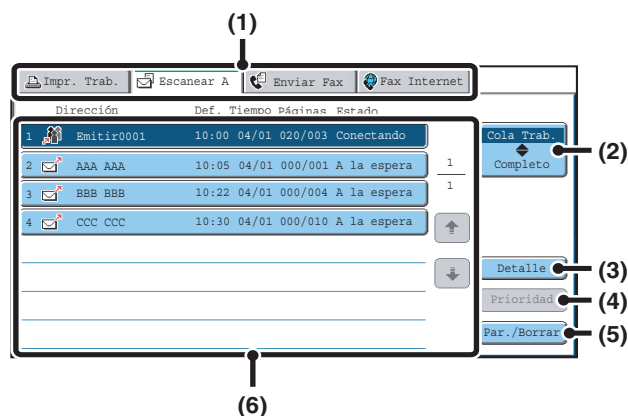 (1)
Impr. Trab. Escanear A Enviar Fax Fax Internet
Dirección Def. Tiempo Páginas Estado
1 Emitir0001 10:00 04/01 020/003 Conectando
2 AAA AAA 10:05 04/01 000/001 A la espera
3 BBB BBB 10:22 04/01 000/004 A la espera
4 CCC CCC 10:30 04/01 000/010 A la espera
1
1
Cola Trab.
Completo
(2)
Detalle
(3)
Prioridad
(4)
Par./Borrar
(5)
(6)